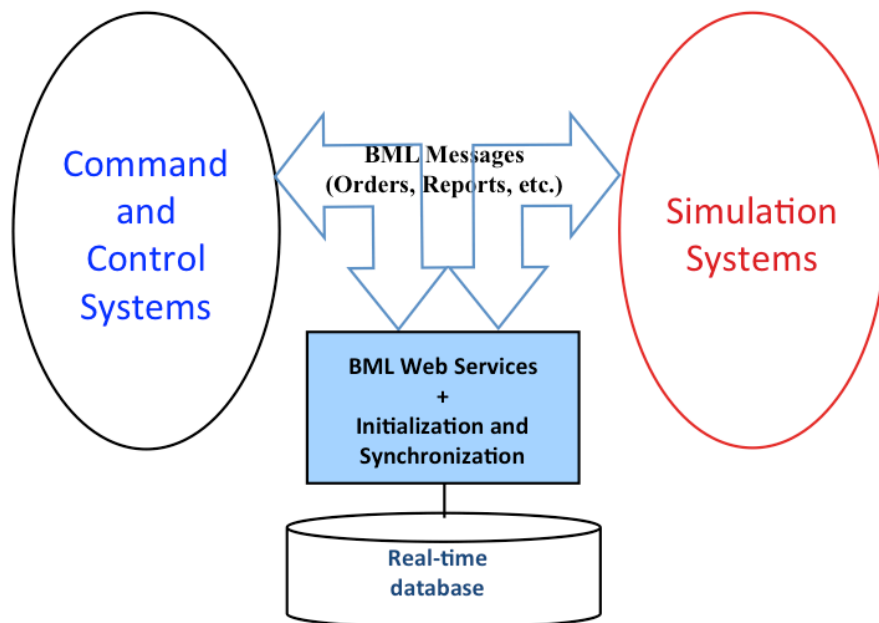 Command
and
Control
Systems
BML Messages
(Orders, Reports, etc.)
Simulation
Systems
BML Web Services
+
Initialization and
Synchronization
Real-time
database